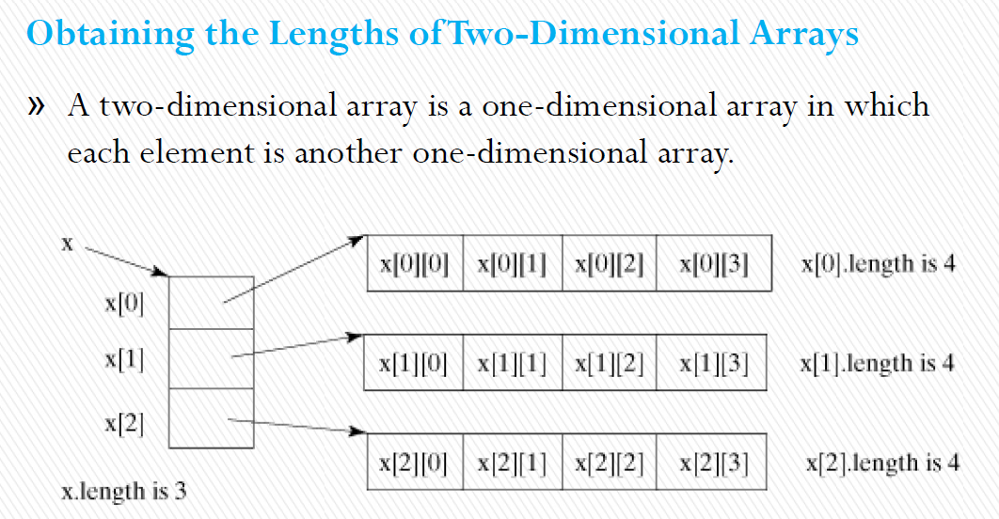 Obtaining the Lengths of Two-Dimensional Arrays
» A two-dimensional array is a one-dimensional array in which
each element is another one-dimensional array.
x
x[0][0] x[0][1] x[0][2] x[0][3] x[0].length is 4
x[0]
x[1] x[1][0] x[1][1] x[1][2] x[1][3] x[1].length is 4
x[2]
x[2][0] x[2][1] x[2][2] x[2][3] x[2].length is 4
x.length is 3